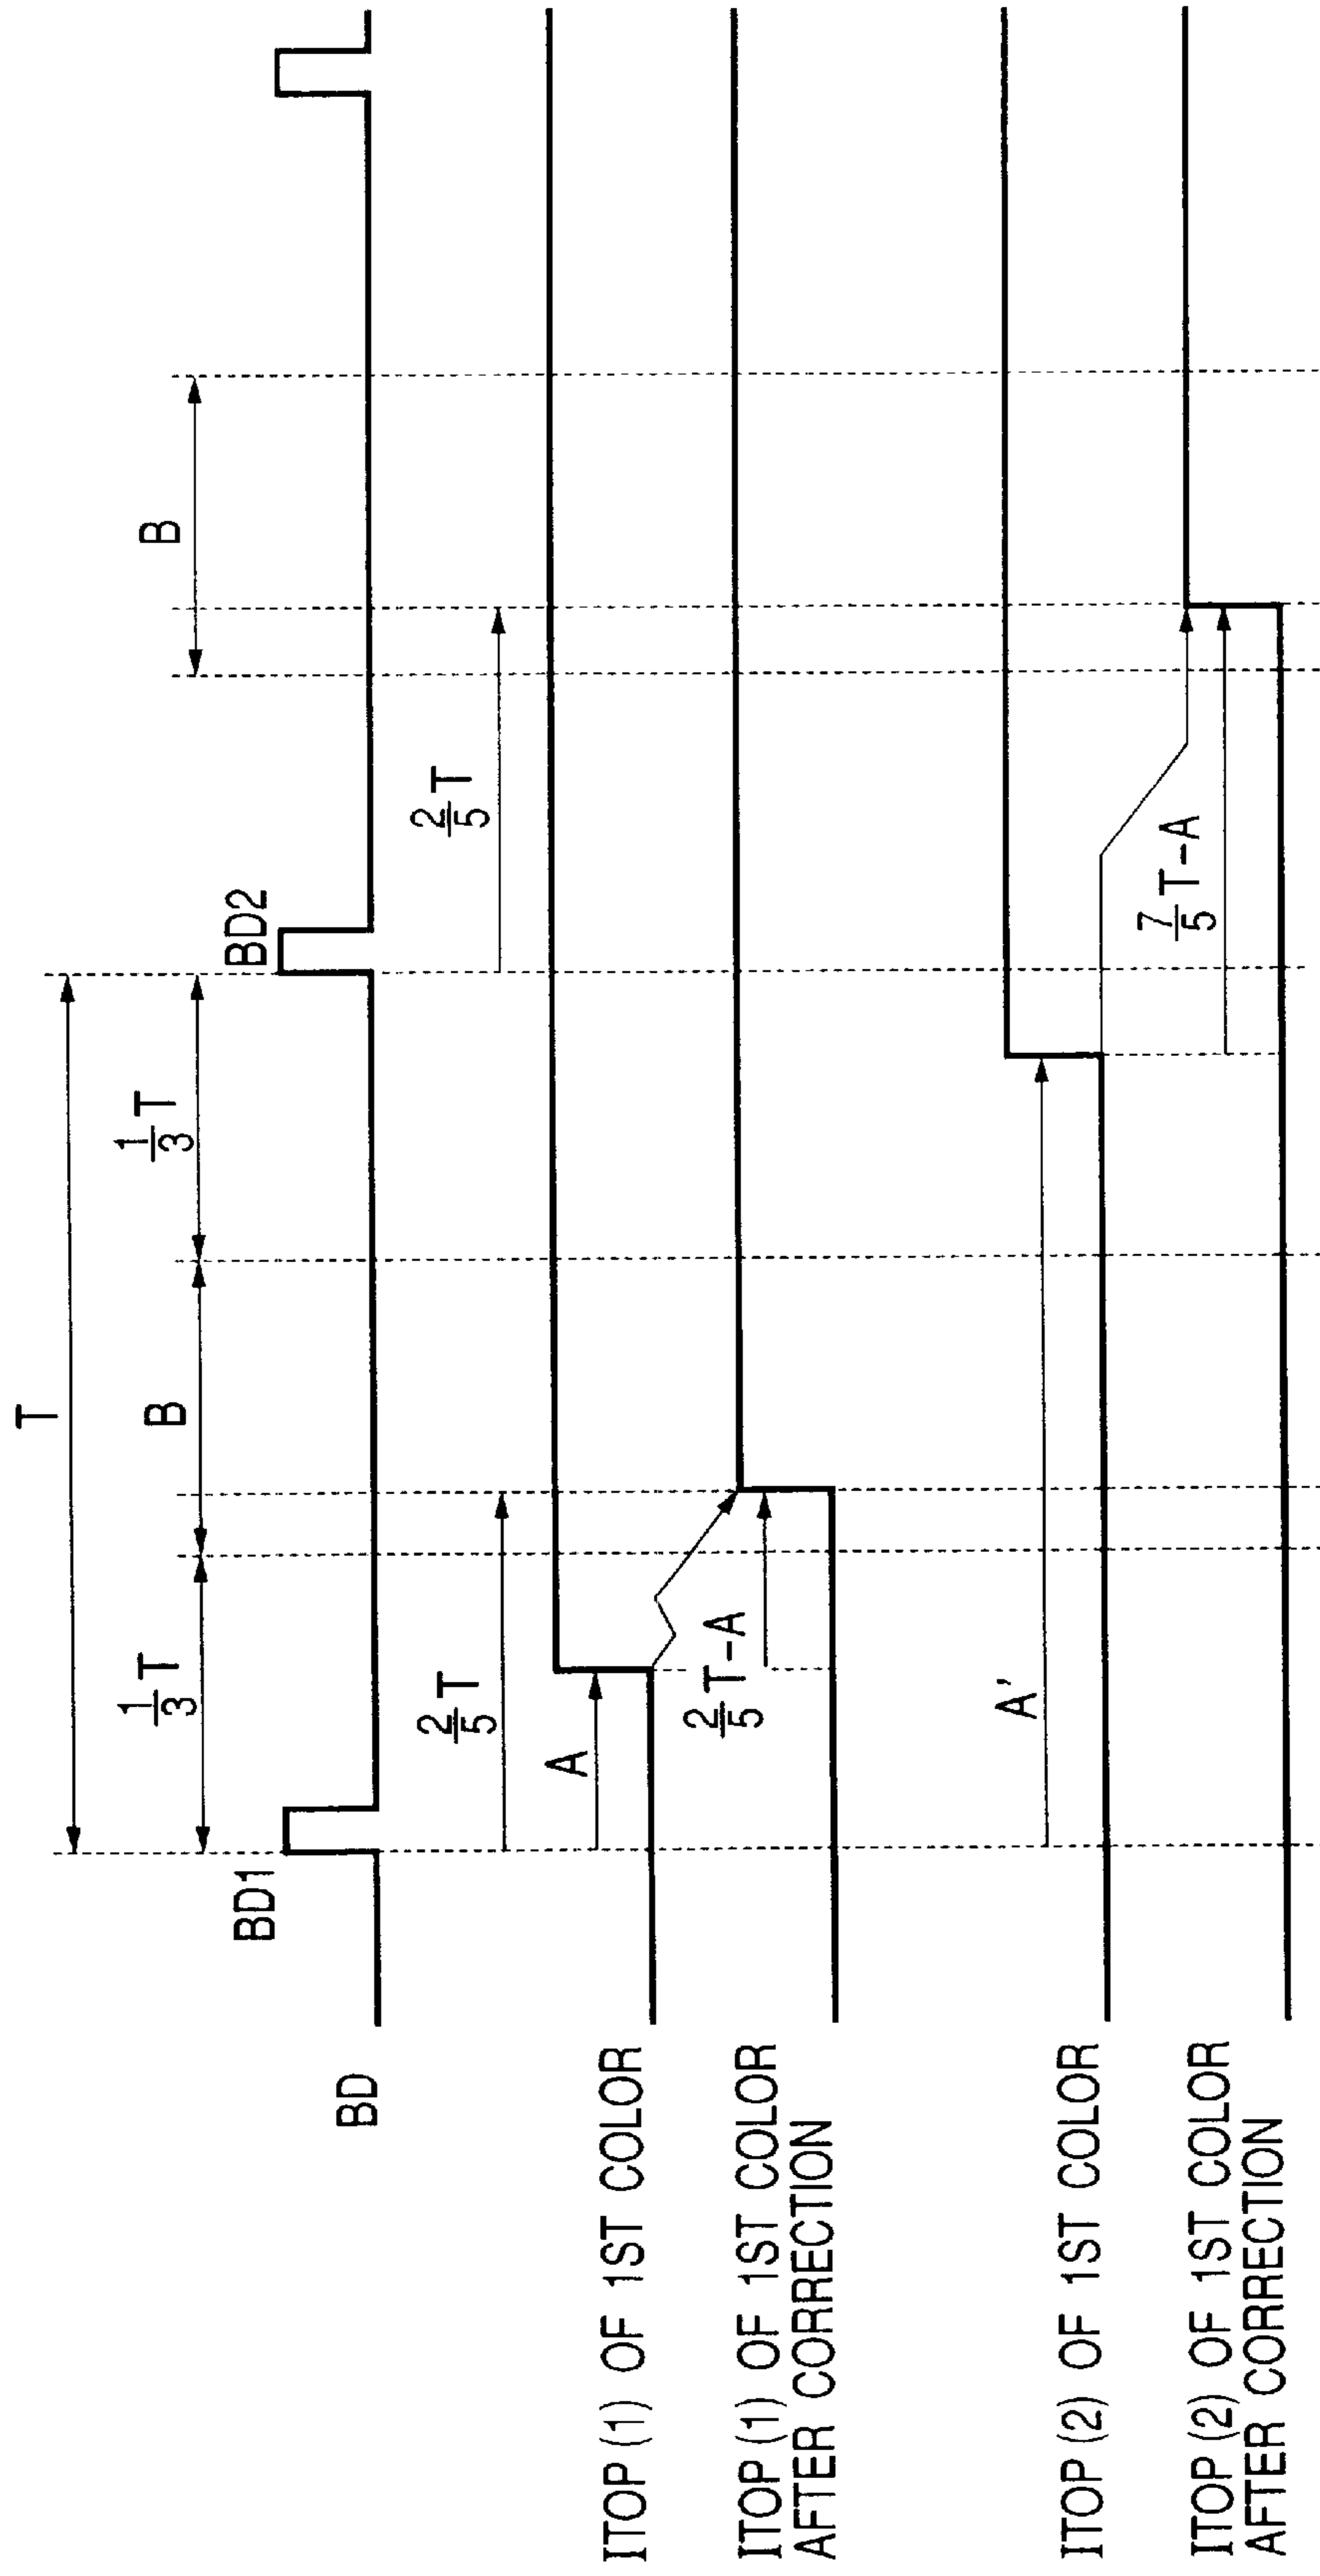 T
1/3 T
B
1/3 T
B
BD1
BD2
BD
2/5 T
2/5 T
ITOP (1) OF 1ST COLOR
A
ITOP (1) OF 1ST COLOR
AFTER CORRECTION
2/5 T-A
ITOP (2) OF 1ST COLOR
A'
ITOP (2) OF 1ST COLOR
AFTER CORRECTION
7/5 T-A